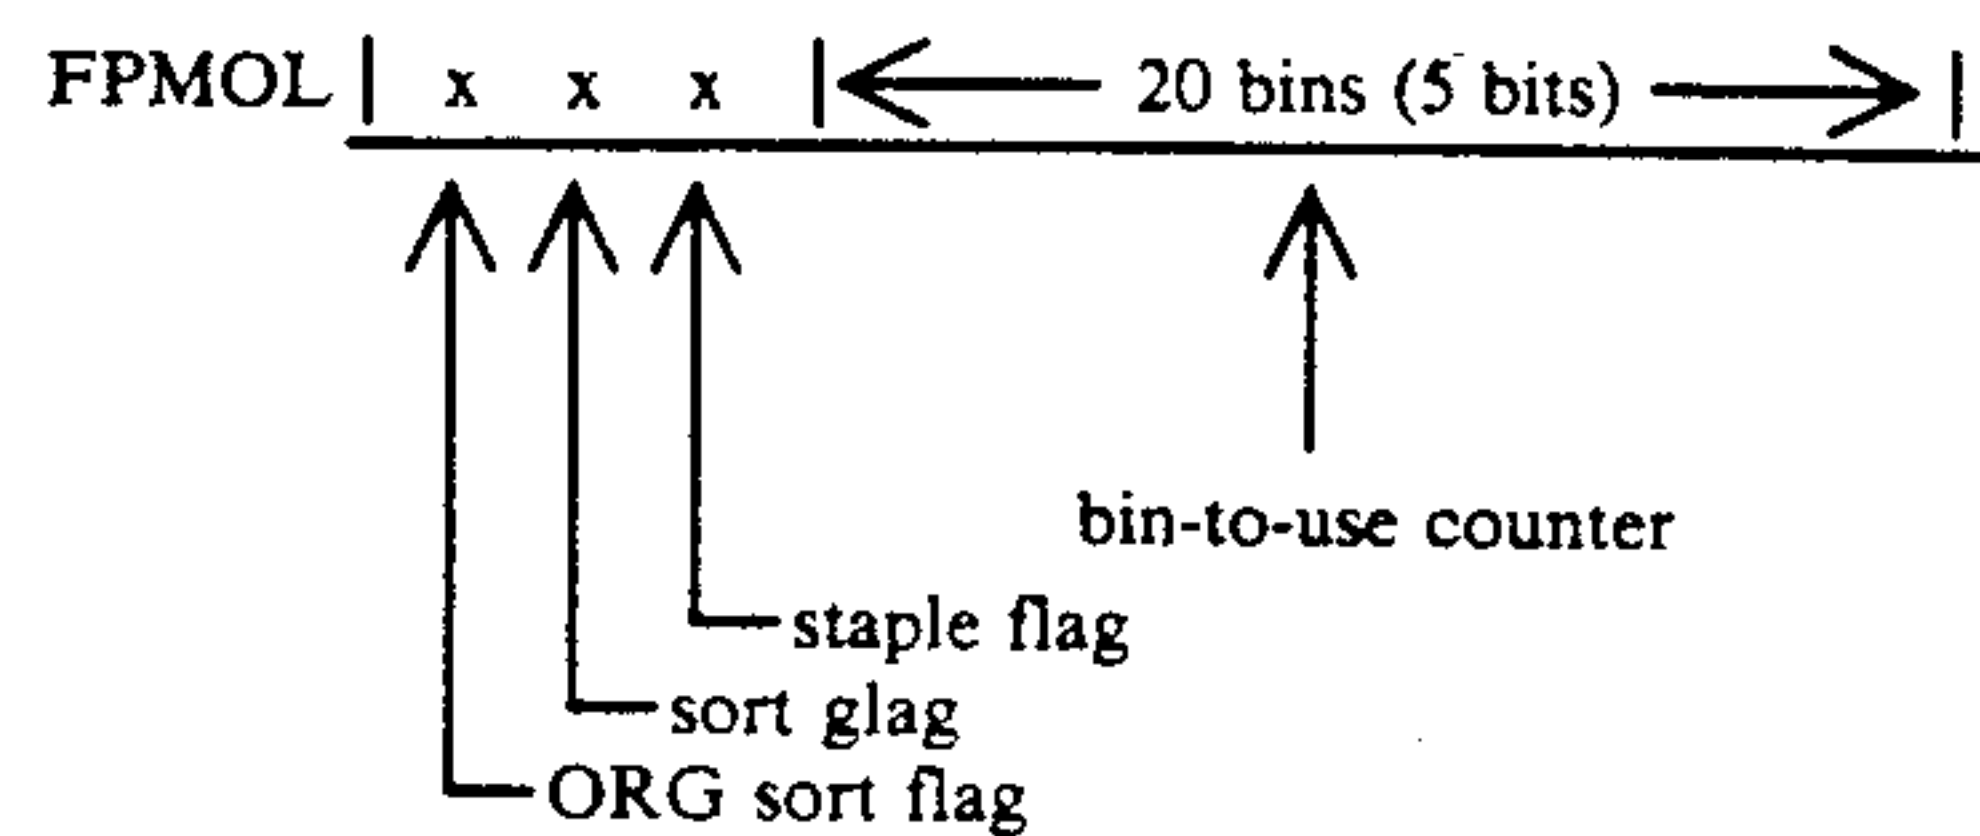 FPMOL | x x x | 20 bins (5 bits) |
bin-to-use counter
staple flag
sort glag
ORG sort flag